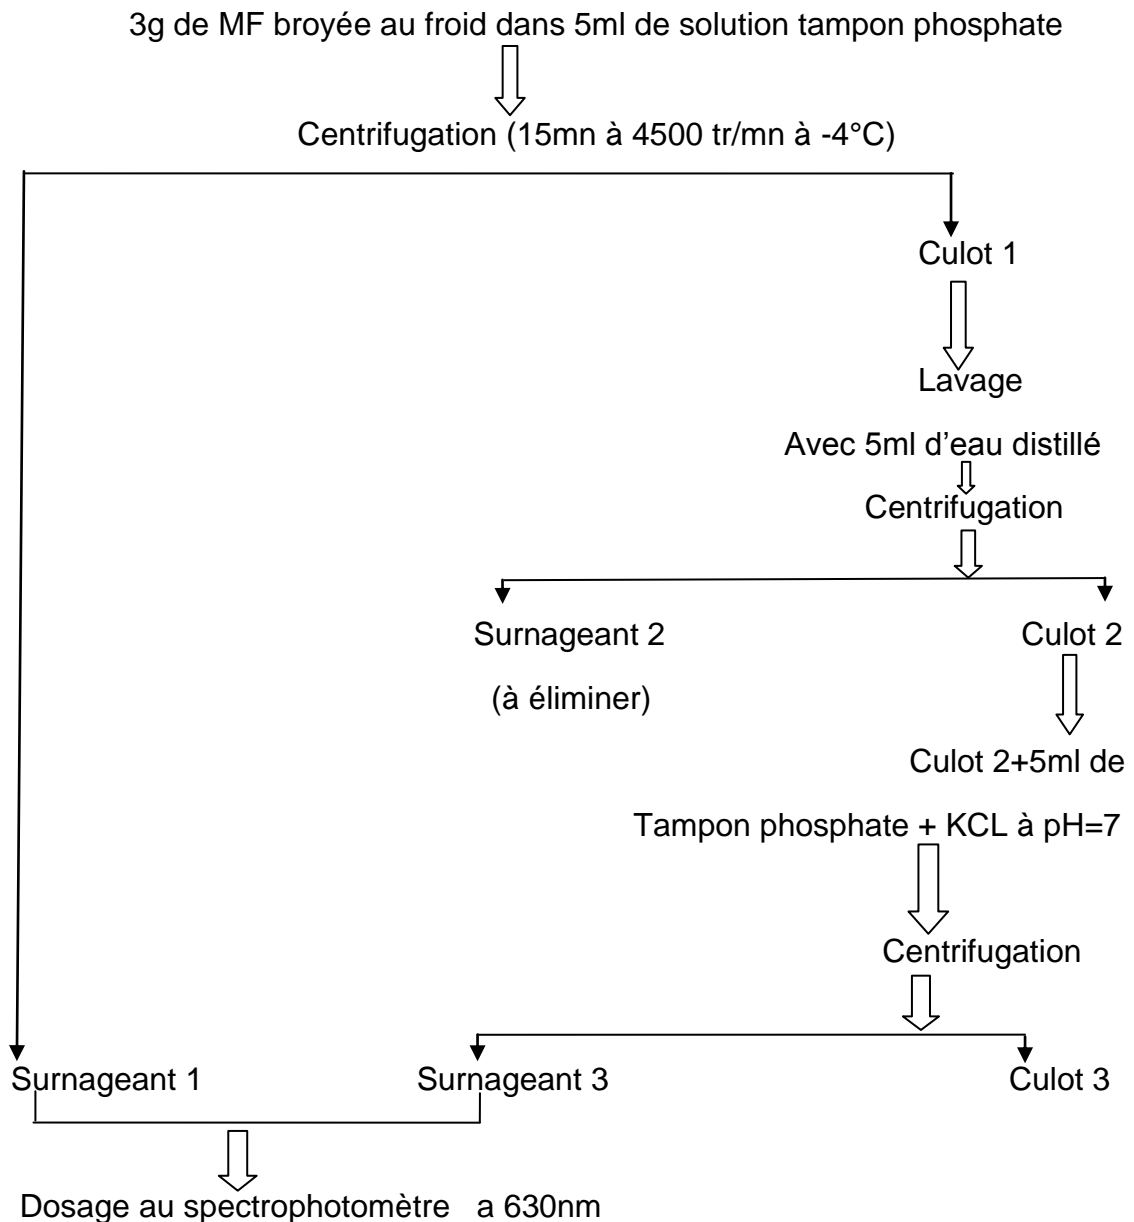 3g de MF broyée au froid dans 5ml de solution tampon phosphate
Centrifugation (15mn à 4500 tr/mn à -4°C)
Culot 1
Lavage
Avec 5ml d’eau distillé
Centrifugation
Surnageant 2
Culot 2
(à éliminer)
Culot 2+5ml de
Tampon phosphate + KCL à pH=7
Centrifugation
Surnageant 1
Surnageant 3
Culot 3
Dosage au spectrophotomètre a 630nm